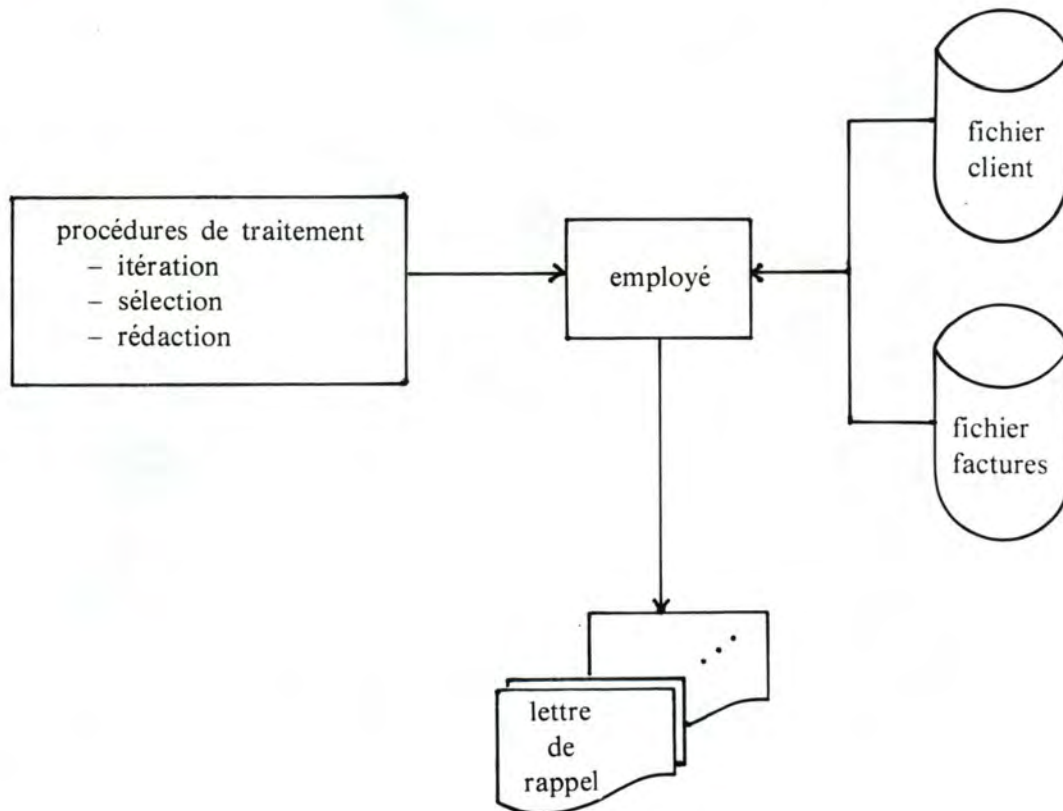 procédures de traitement
– itération
– sélection
– rédaction
employé
fichier
client
fichier
factures
lettre
de
rappel